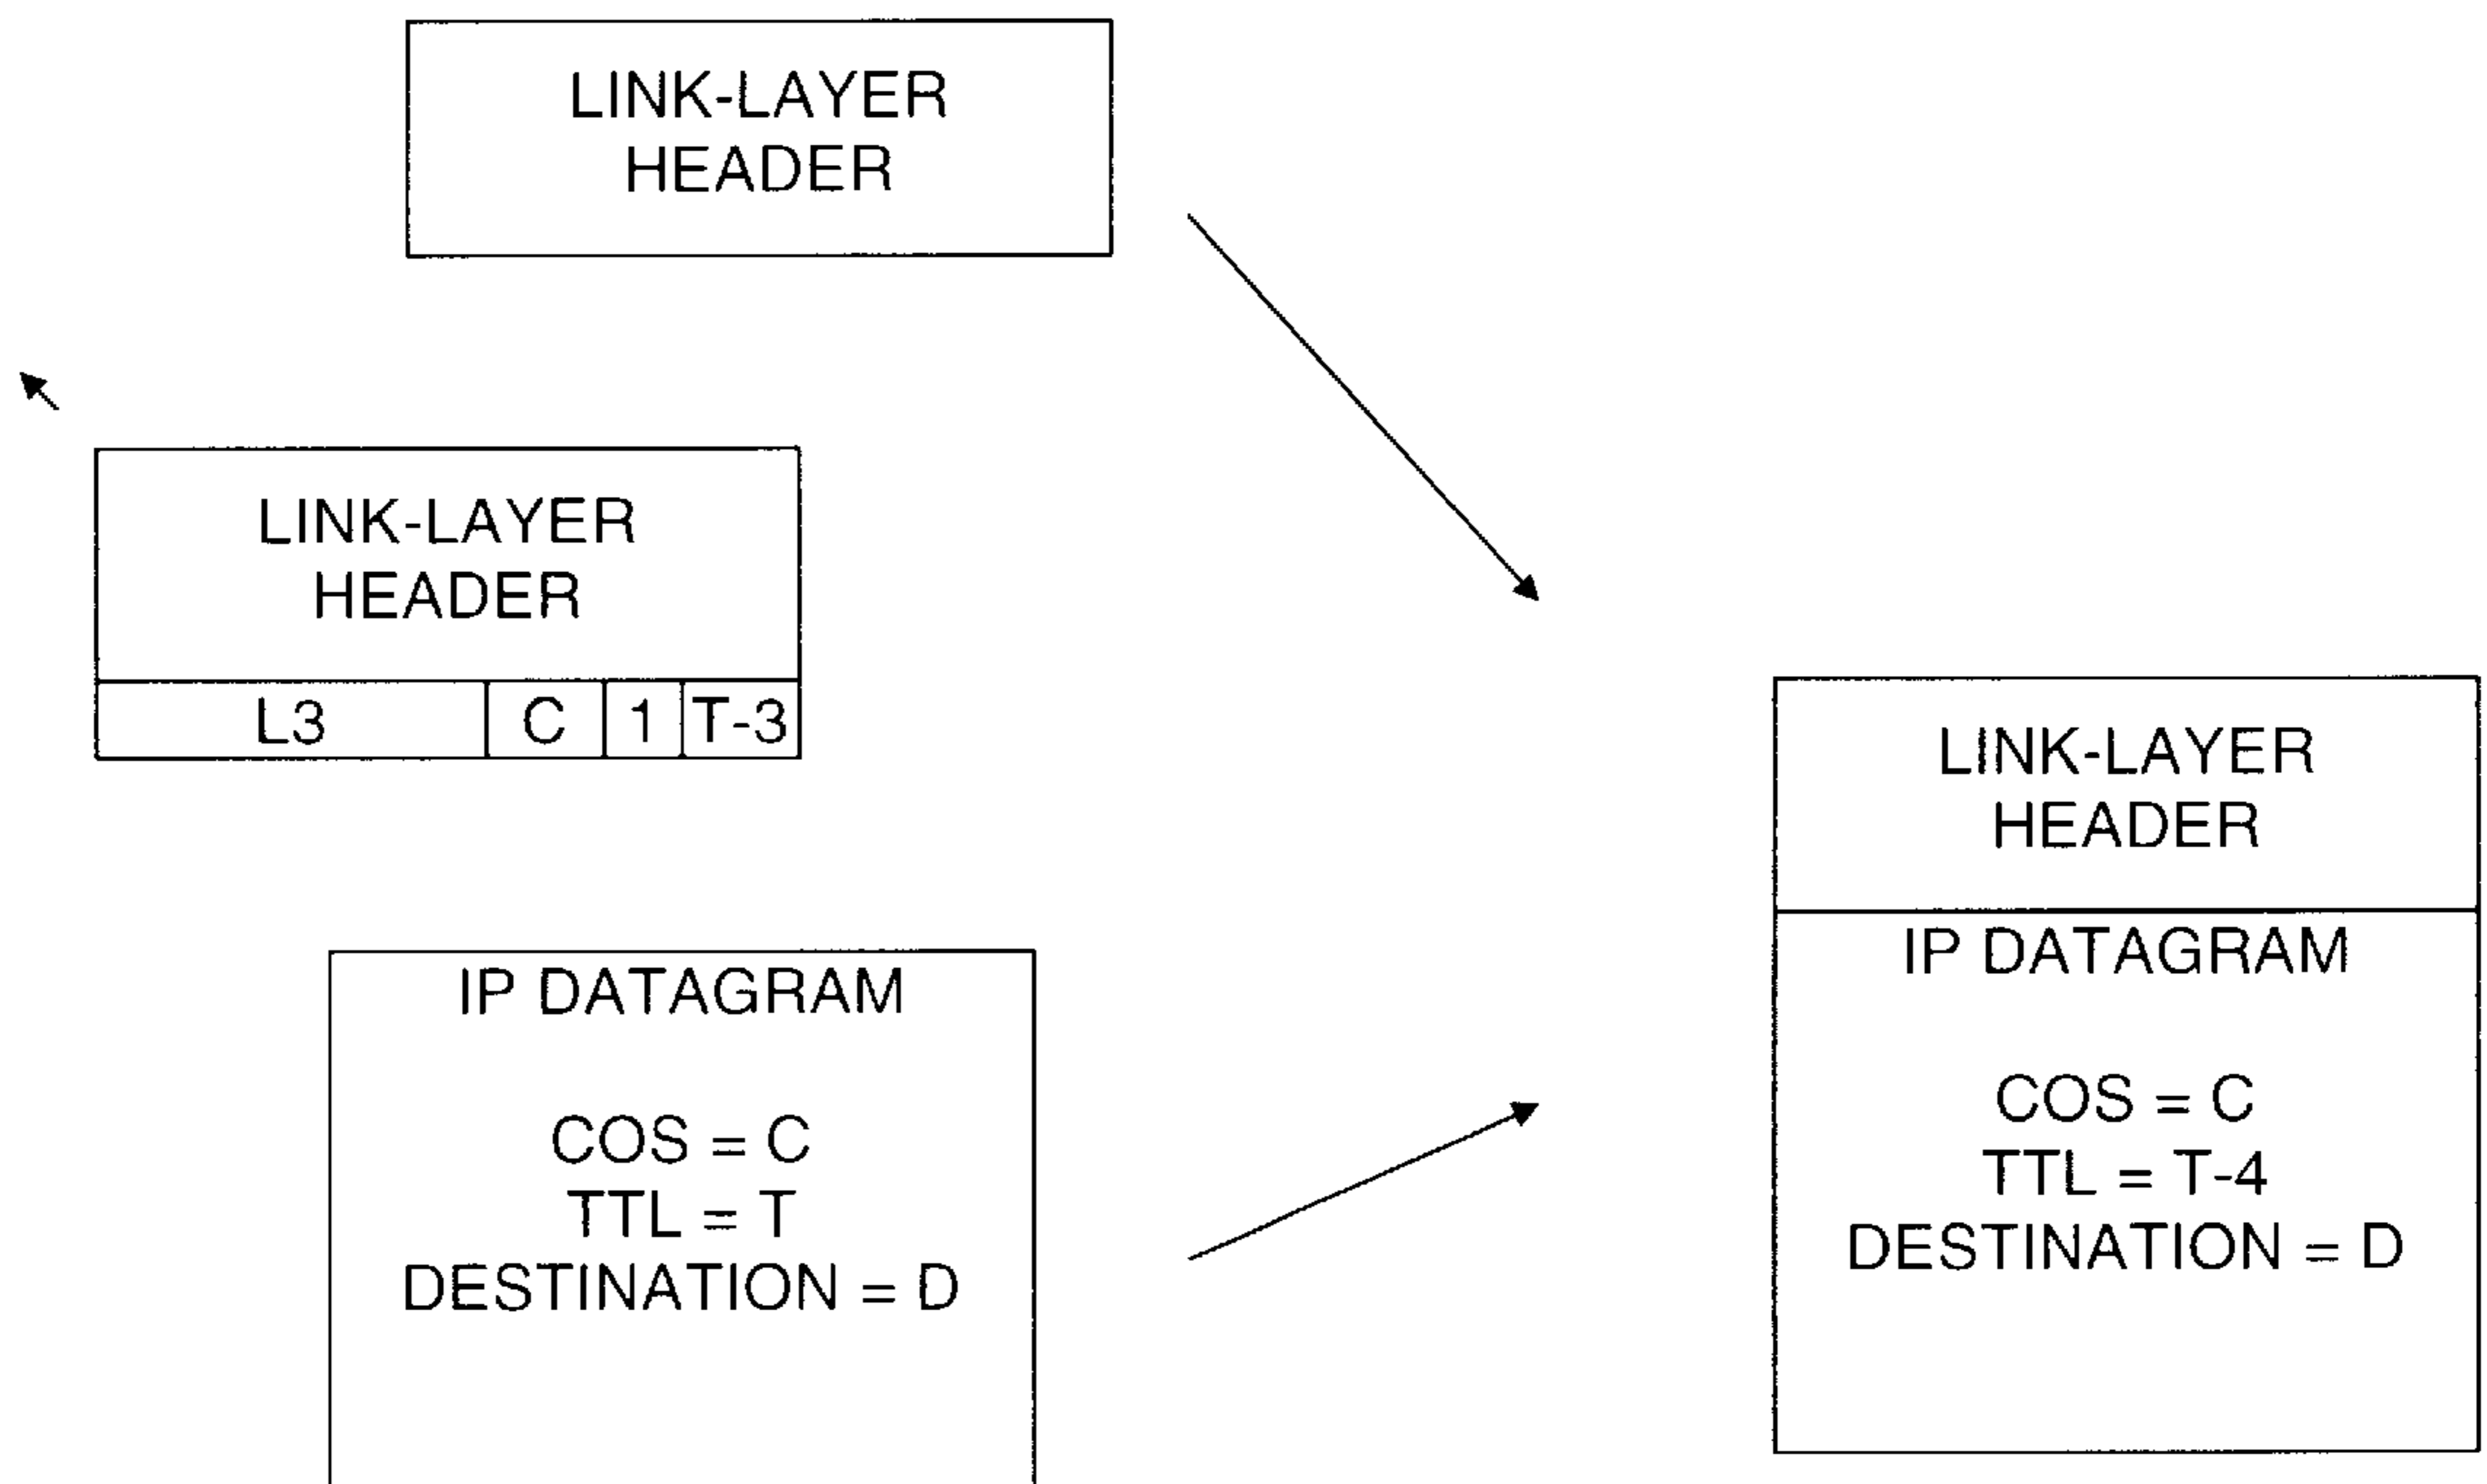 LINK-LAYER
HEADER
LINK-LAYER
HEADER
L3 C 1 T-3
IP DATAGRAM
COS = C
TTL = T
DESTINATION = D
LINK-LAYER
HEADER
IP DATAGRAM
COS = C
TTL = T-4
DESTINATION = D